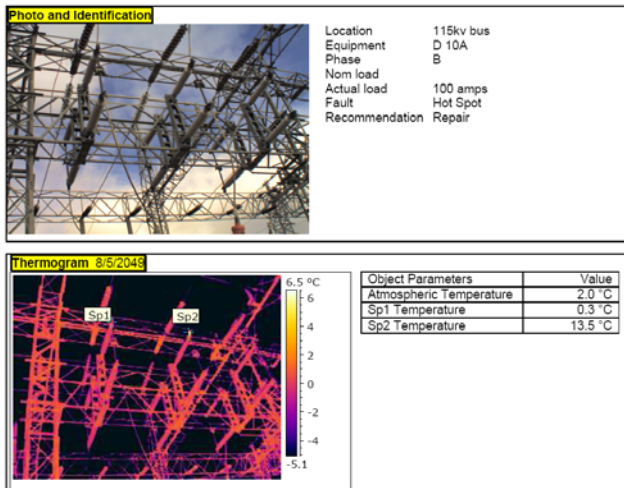 Photo and Identification
Location 115kv bus
Equipment D 10A
Phase B
Nom load
Actual load 100 amps
Fault Hot Spot
Recommendation Repair
Thermogram 8/5/2049
6.5 °C
Sp1 Sp2
6
4
2
0
-2
-4
-5.1
Object Parameters Value
Atmospheric Temperature 2.0 °C
Sp1 Temperature 0.3 °C
Sp2 Temperature 13.5 °C